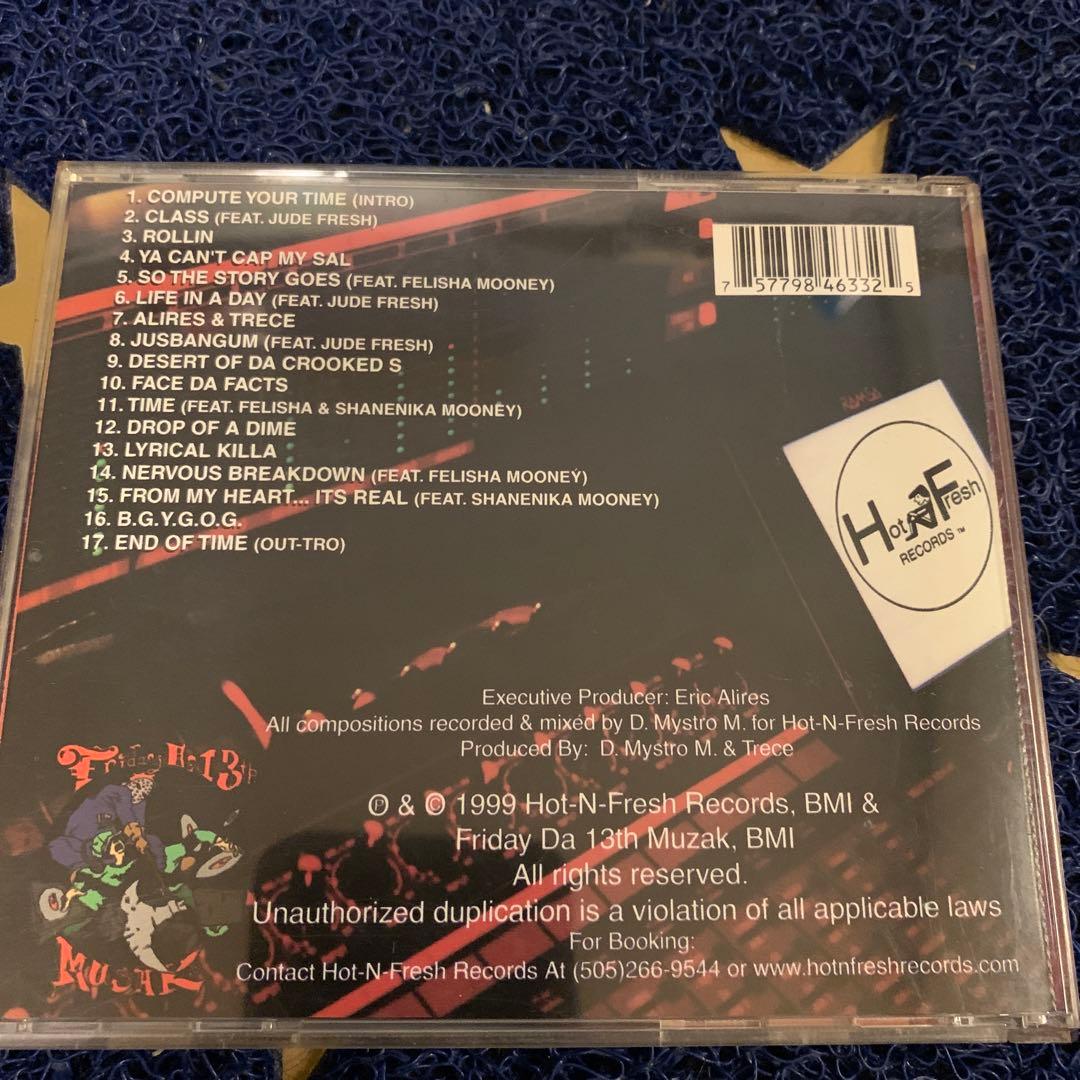 1. COMPUTE YOUR TIME (INTRO)
2. CLASS (FEAT. JUDE FRESH)
3. ROLLIN
4. YA CAN'T CAP MY SAL
5. SO THE STORY GOES (FEAT. FELISHA MOONEY)
6. LIFE IN A DAY (FEAT. JUDE FRESH)
7. ALIRES & TRECE
8. JUSBANGUM (FEAT. JUDE FRESH)
9. DESERT OF DA CROOKED S
10. FACE DA FACTS
11. TIME (FEAT. FELISHA & SHANENIKA MOONEY)
12. DROP OF A DIME
13. LYRICAL KILLA
14. NERVOUS BREAKDOWN (FEAT. FELISHA MOONEY)
15. FROM MY HEART... ITS REAL (FEAT. SHANENIKA MOONEY)
16. B.G.Y.G.O.G.
17. END OF TIME (OUT-TRO)
7 57798 46332 5
Hot N Fresh
RECORDS™
Executive Producer: Eric Alires
All compositions recorded & mixed by D. Mystro M. for Hot-N-Fresh Records
Produced By: D. Mystro M. & Trece
Friday Da 13th
MUZAK
℗ & © 1999 Hot-N-Fresh Records, BMI &
Friday Da 13th Muzak, BMI
All rights reserved.
Unauthorized duplication is a violation of all applicable laws
For Booking:
Contact Hot-N-Fresh Records At (505)266-9544 or www.hotnfreshrecords.com